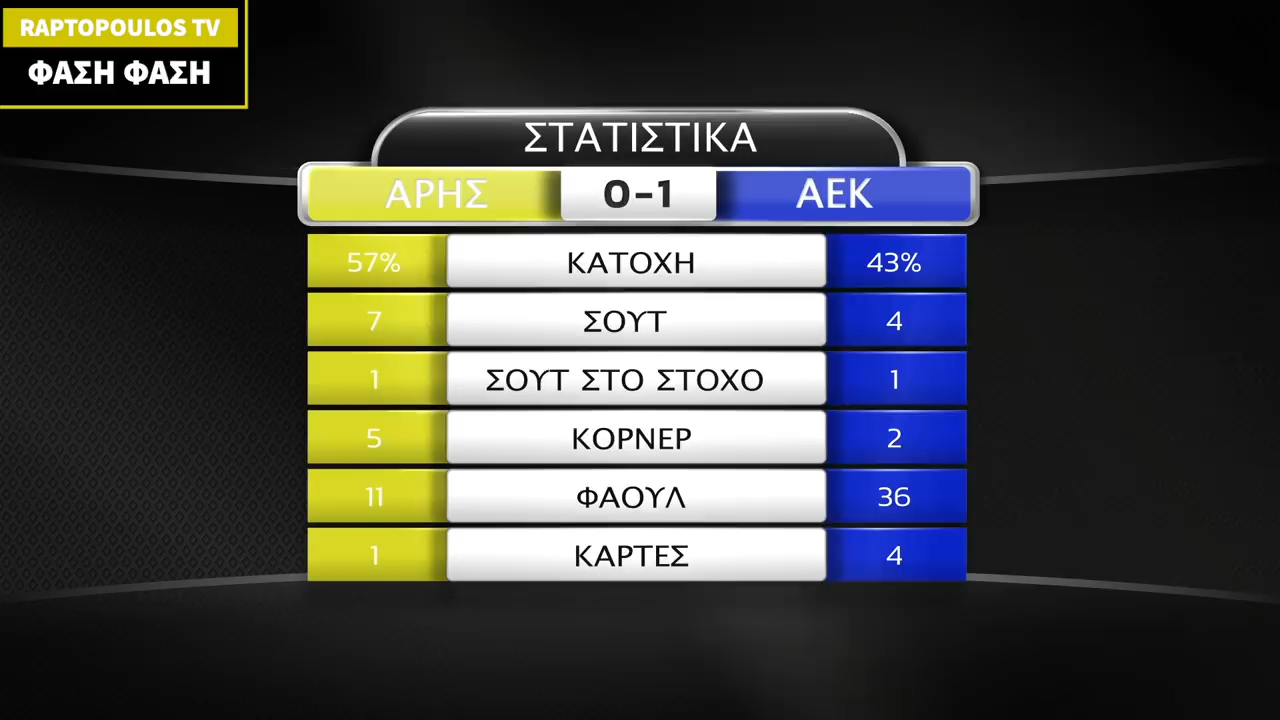 RAPTOPOULOS TV
ΦΑΣΗ ΦΑΣΗ
ΣΤΑΤΙΣΤΙΚΑ
ΑΡΗΣ 0-1 ΑΕΚ
57% ΚΑΤΟΧΗ 43%
7 ΣΟΥΤ 4
1 ΣΟΥΤ ΣΤΟ ΣΤΟΧΟ 1
5 ΚΟΡΝΕΡ 2
11 ΦΑΟΥΛ 36
1 ΚΑΡΤΕΣ 4